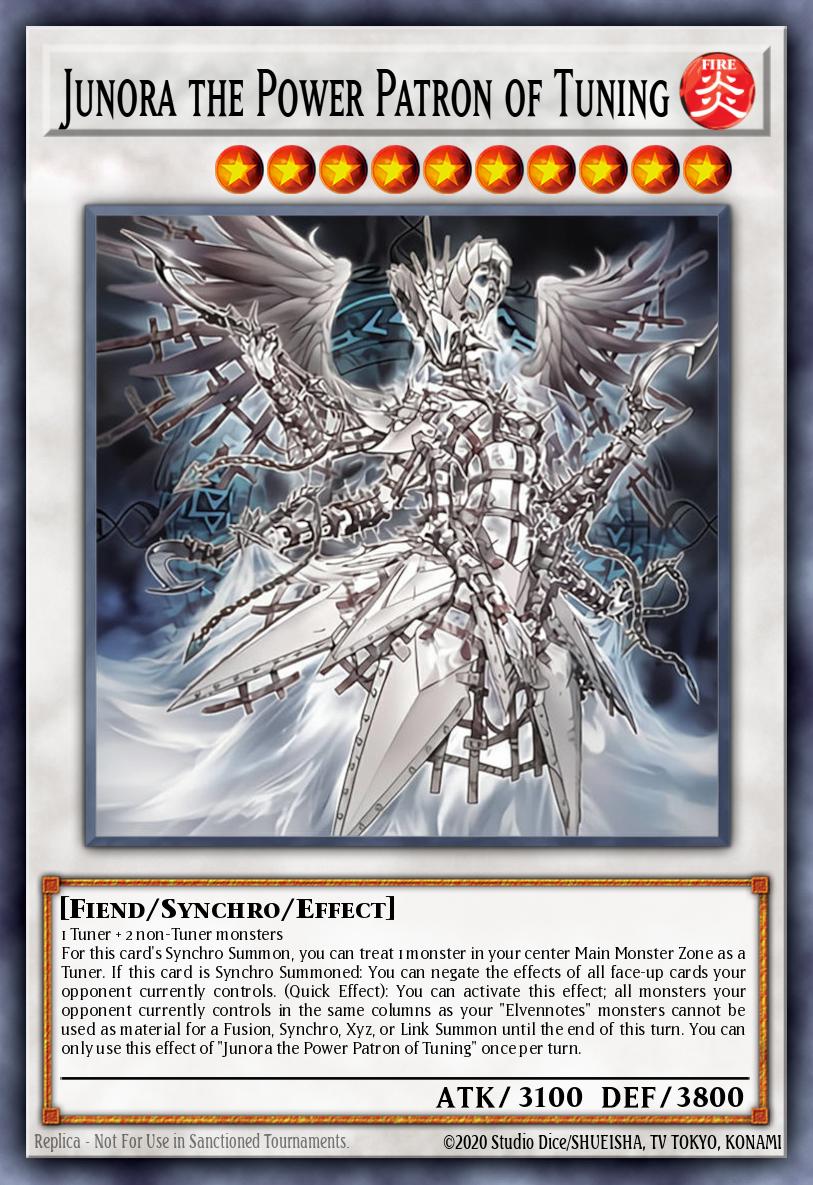 Junora the Power Patron of Tuning
FIRE
炎
[Fiend/Synchro/Effect]
1 Tuner + 2 non-Tuner monsters
For this card's Synchro Summon, you can treat 1 monster in your center Main Monster Zone as a
Tuner. If this card is Synchro Summoned: You can negate the effects of all face-up cards your
opponent currently controls. (Quick Effect): You can activate this effect; all monsters your
opponent currently controls in the same columns as your "Elvennotes" monsters cannot be
used as material for a Fusion, Synchro, Xyz, or Link Summon until the end of this turn. You can
only use this effect of "Junora the Power Patron of Tuning" once per turn.
ATK/ 3100 DEF/3800
Replica - Not For Use in Sanctioned Tournaments.
©2020 Studio Dice/SHUEISHA, TV TOKYO, KONAMI